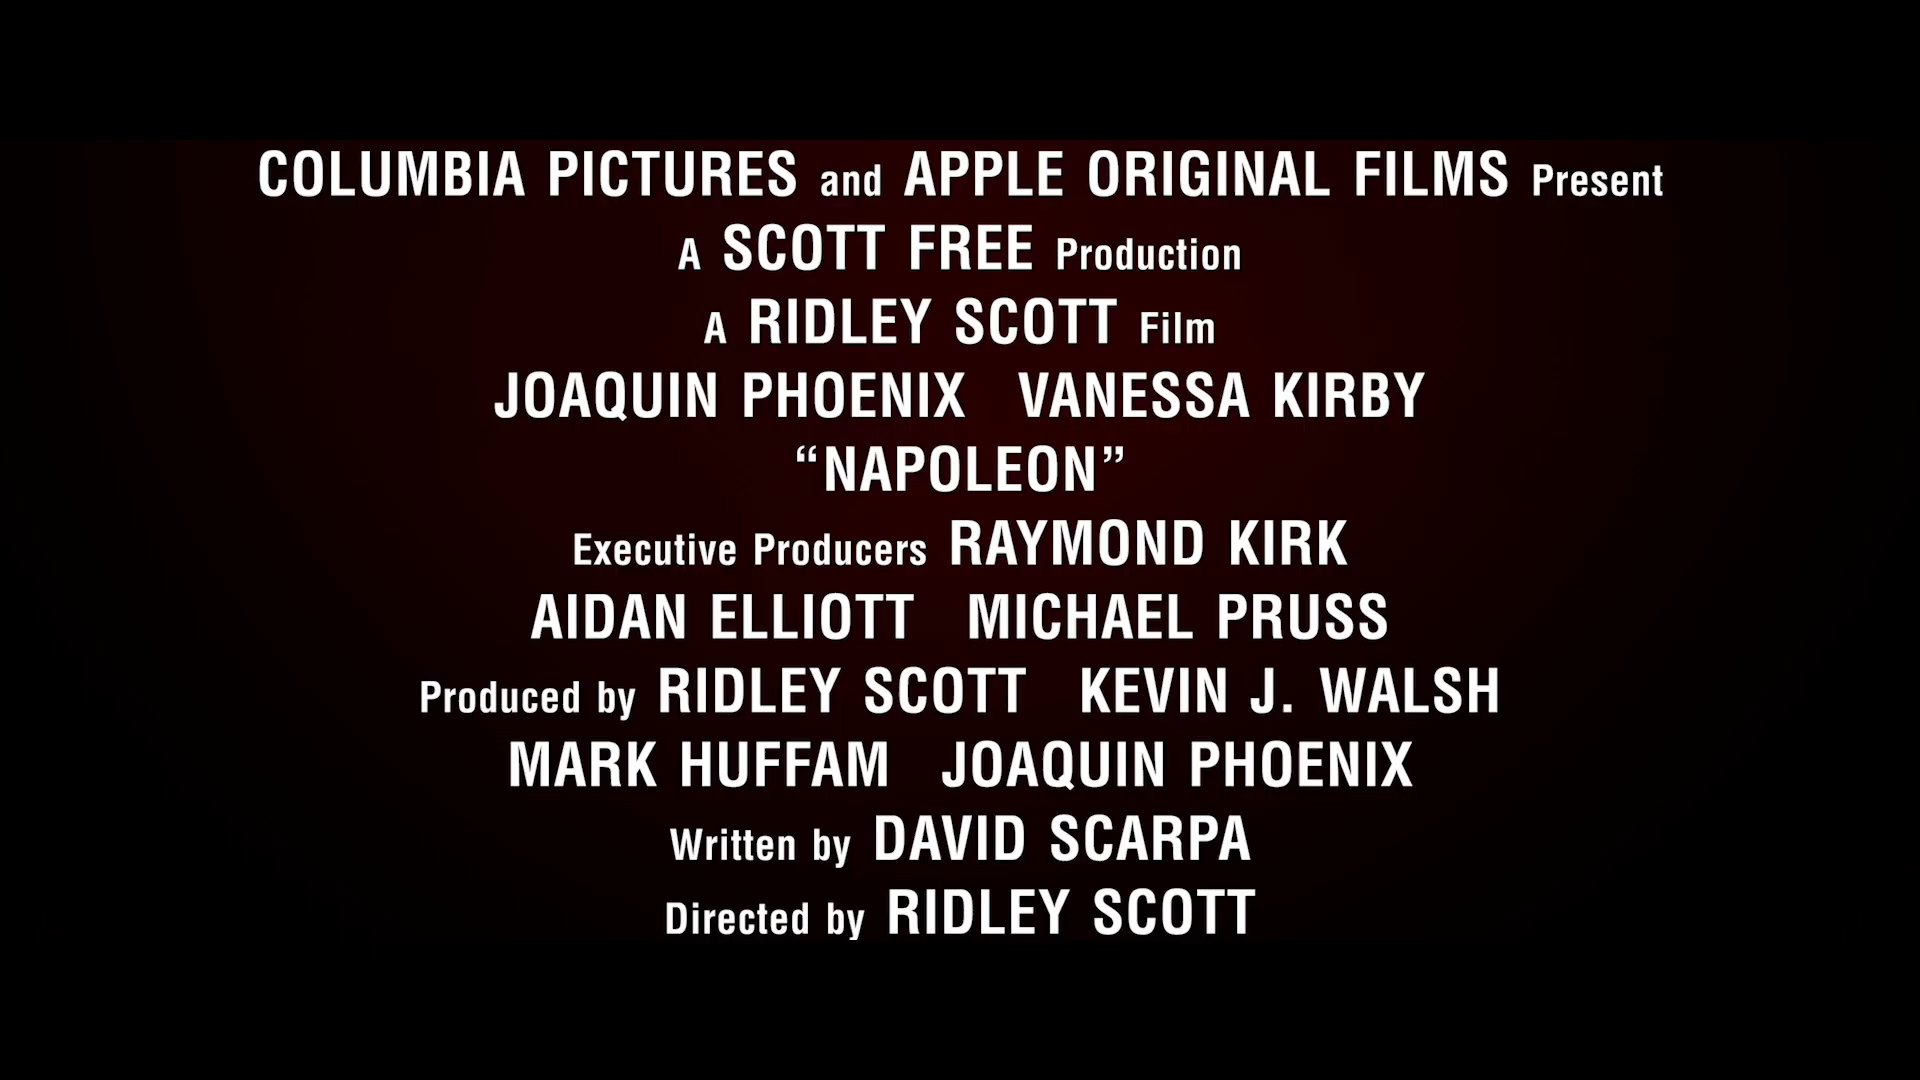 COLUMBIA PICTURES and APPLE ORIGINAL FILMS Present
A SCOTT FREE Production
A RIDLEY SCOTT Film
JOAQUIN PHOENIX VANESSA KIRBY
“NAPOLEON”
Executive Producers RAYMOND KIRK
AIDAN ELLIOTT MICHAEL PRUSS
Produced by RIDLEY SCOTT KEVIN J. WALSH
MARK HUFFAM JOAQUIN PHOENIX
Written by DAVID SCARPA
Directed by RIDLEY SCOTT